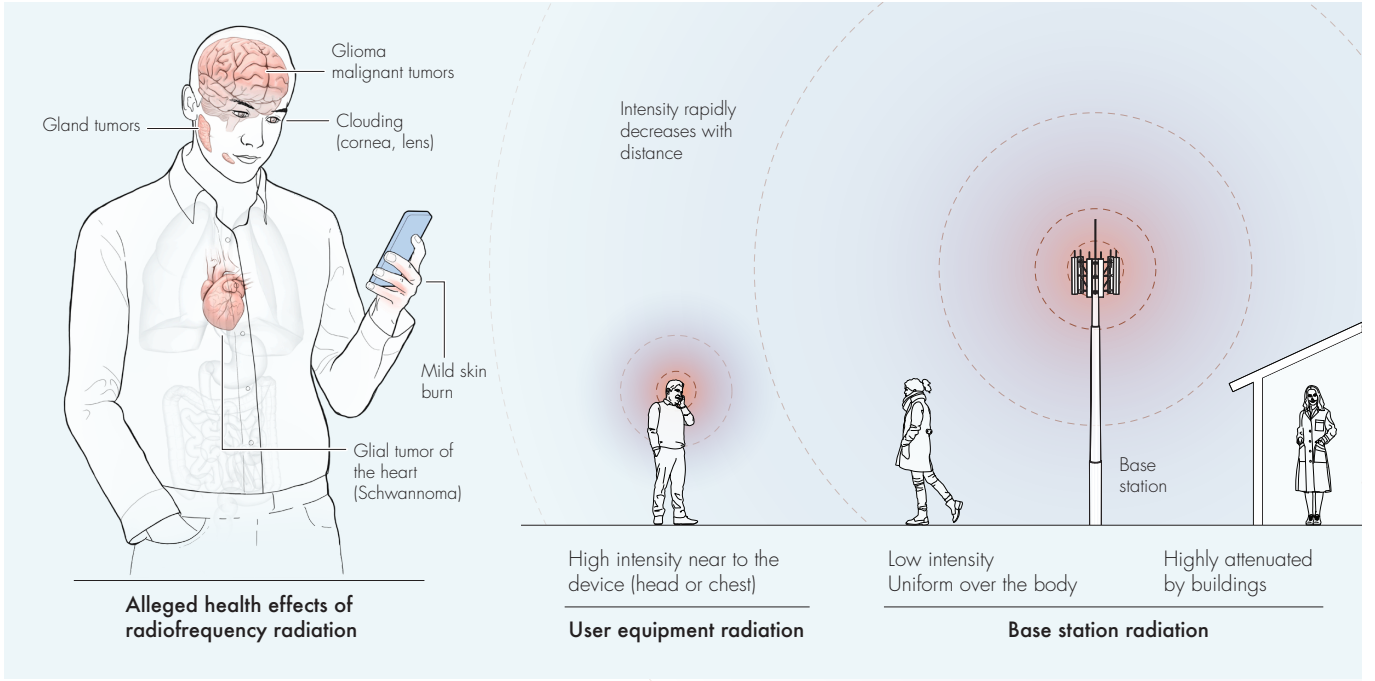 Glioma
malignant tumors
Gland tumors
Clouding
(cornea, lens)
Mild skin
burn
Glial tumor of
the heart
(Schwannoma)
Alleged health effects of
radiofrequency radiation
Intensity rapidly
decreases with
distance
High intensity near to the
device (head or chest)
User equipment radiation
Base
station
Low intensity
Uniform over the body
Highly attenuated
by buildings
Base station radiation